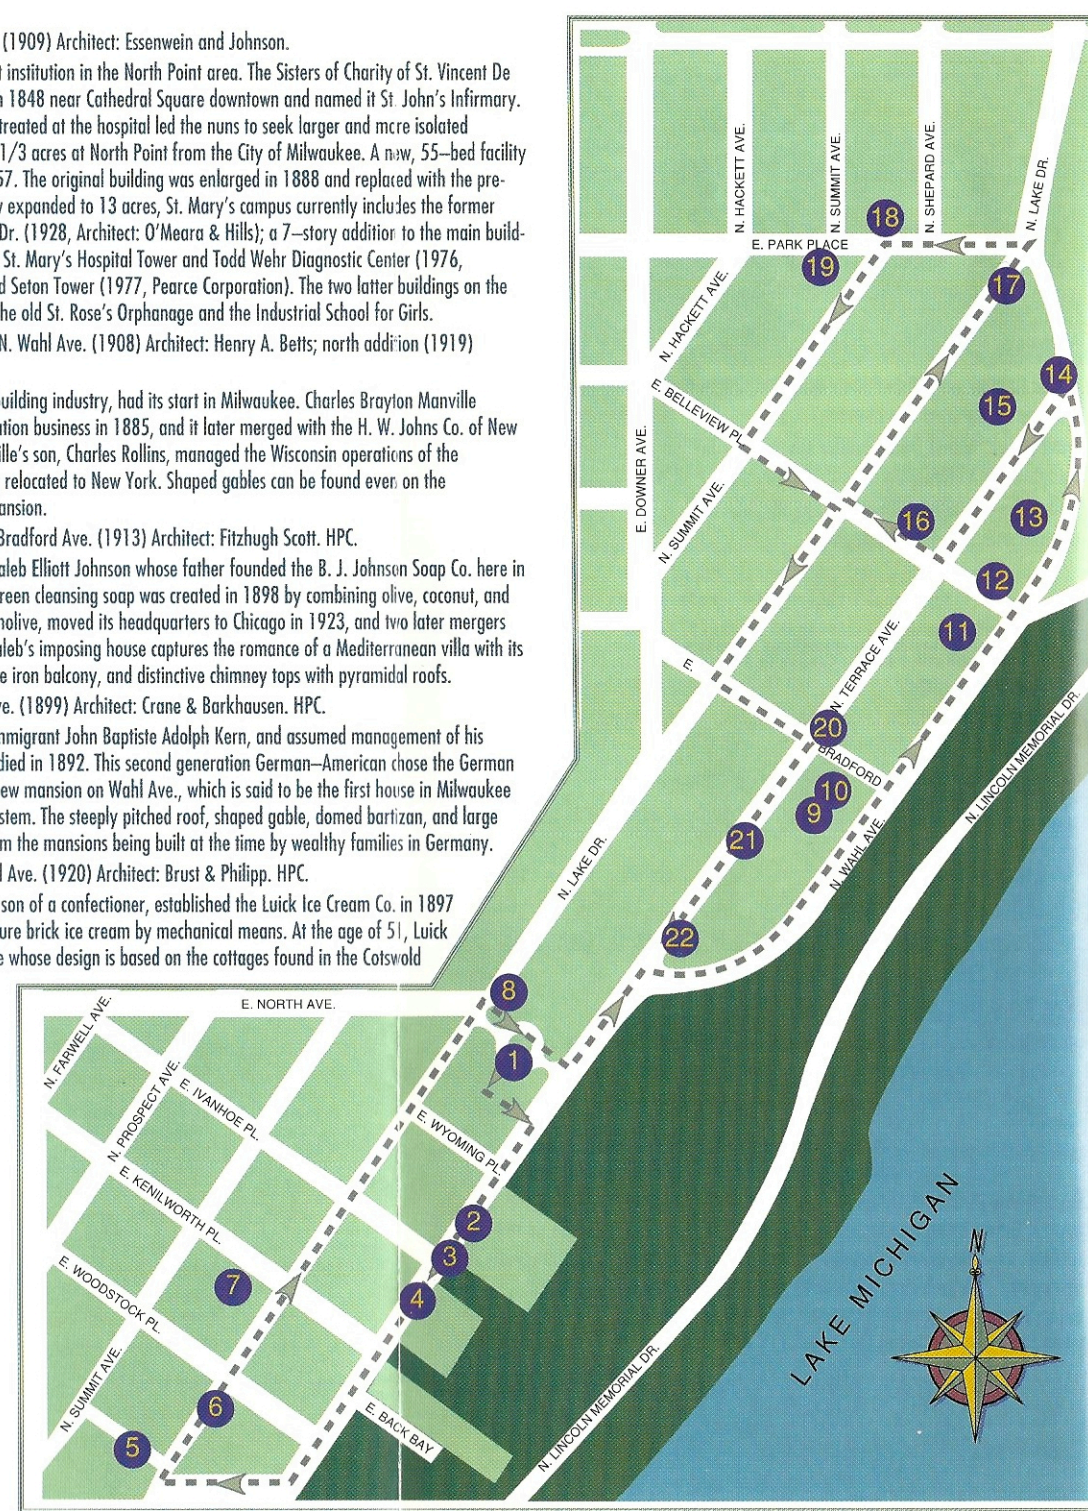 (1909) Architect: Essenwein and Johnson.
t institution in the North Point area. The Sisters of Charity of St. Vincent De
n 1848 near Cathedral Square downtown and named it St. John's Infirmary.
treated at the hospital led the nuns to seek larger and more isolated
1/3 acres at North Point from the City of Milwaukee. A new, 55–bed facility
57. The original building was enlarged in 1888 and replaced with the pre-
y expanded to 13 acres, St. Mary's campus currently includes the former
Dr. (1928, Architect: O'Meara & Hills); a 7–story addition to the main build-
St. Mary's Hospital Tower and Todd Wehr Diagnostic Center (1976,
d Seton Tower (1977, Pearce Corporation). The two latter buildings on the
he old St. Rose's Orphanage and the Industrial School for Girls.
N. Wahl Ave. (1908) Architect: Henry A. Betts; north addition (1919)
uilding industry, had its start in Milwaukee. Charles Brayton Manville
ation business in 1885, and it later merged with the H. W. Johns Co. of New
ille's son, Charles Rollins, managed the Wisconsin operations of the
relocated to New York. Shaped gables can be found even on the
ansion.
Bradford Ave. (1913) Architect: Fitzhugh Scott. HPC.
aleb Elliott Johnson whose father founded the B. J. Johnson Soap Co. here in
reen cleansing soap was created in 1898 by combining olive, coconut, and
nolive, moved its headquarters to Chicago in 1923, and two later mergers
aleb's imposing house captures the romance of a Mediterranean villa with its
e iron balcony, and distinctive chimney tops with pyramidal roofs.
ve. (1899) Architect: Crane & Barkhausen. HPC.
mmigrant John Baptiste Adolph Kern, and assumed management of his
died in 1892. This second generation German–American chose the German
ew mansion on Wahl Ave., which is said to be the first house in Milwaukee
stem. The steeply pitched roof, shaped gable, domed bartizan, and large
m the mansions being built at the time by wealthy families in Germany.
l Ave. (1920) Architect: Brust & Philipp. HPC.
son of a confectioner, established the Luick Ice Cream Co. in 1897
ure brick ice cream by mechanical means. At the age of 51, Luick
e whose design is based on the cottages found in the Cotswold
N. HACKETT AVE.
N. SUMMIT AVE.
N. SHEPARD AVE.
N. LAKE DR.
18
E. PARK PLACE
19
17
N. HACKETT AVE.
14
E. BELLEVIEW PL.
15
E. DOWNER AVE.
N. SUMMIT AVE.
16
13
12
11
E.
BRADFORD
N. TERRACE AVE.
20
10
9
21
N. WAHL AVE.
N. LINCOLN MEMORIAL DR.
N. LAKE DR.
22
8
E. NORTH AVE.
1
N. FARWELL AVE.
N. PROSPECT AVE.
E. IVANHOE PL.
E. WYOMING PL.
E. KENILWORTH PL.
2
3
4
7
E. WOODSTOCK PL.
N. SUMMIT AVE.
6
5
E. BACK BAY
N. LINCOLN MEMORIAL DR.
LAKE MICHIGAN
N